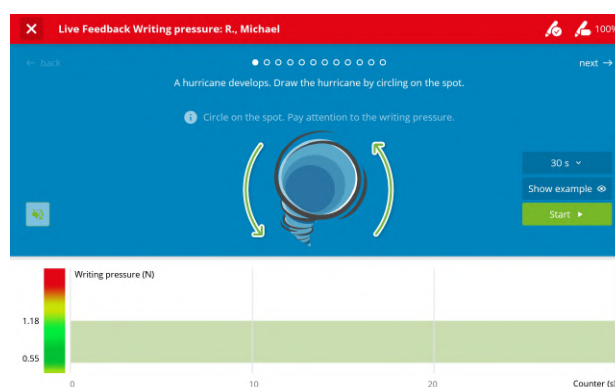 Live Feedback Writing pressure: R., Michael
100%
← back
next →
A hurricane develops. Draw the hurricane by circling on the spot.
Circle on the spot. Pay attention to the writing pressure.
30 s
Show example
Start
Writing pressure (N)
1.18
0.55
0 10 20 Counter (s